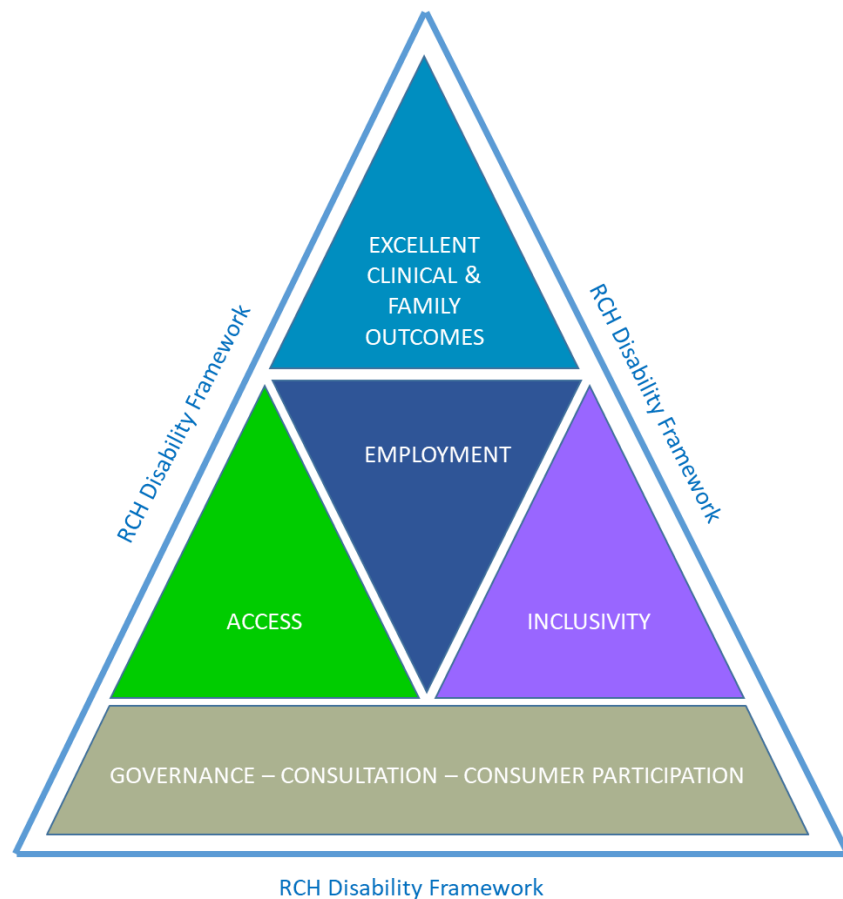 EXCELLENT
CLINICAL &
FAMILY
OUTCOMES
RCH Disability Framework
RCH Disability Framework
EMPLOYMENT
ACCESS
INCLUSIVITY
GOVERNANCE – CONSULTATION – CONSUMER PARTICIPATION
RCH Disability Framework